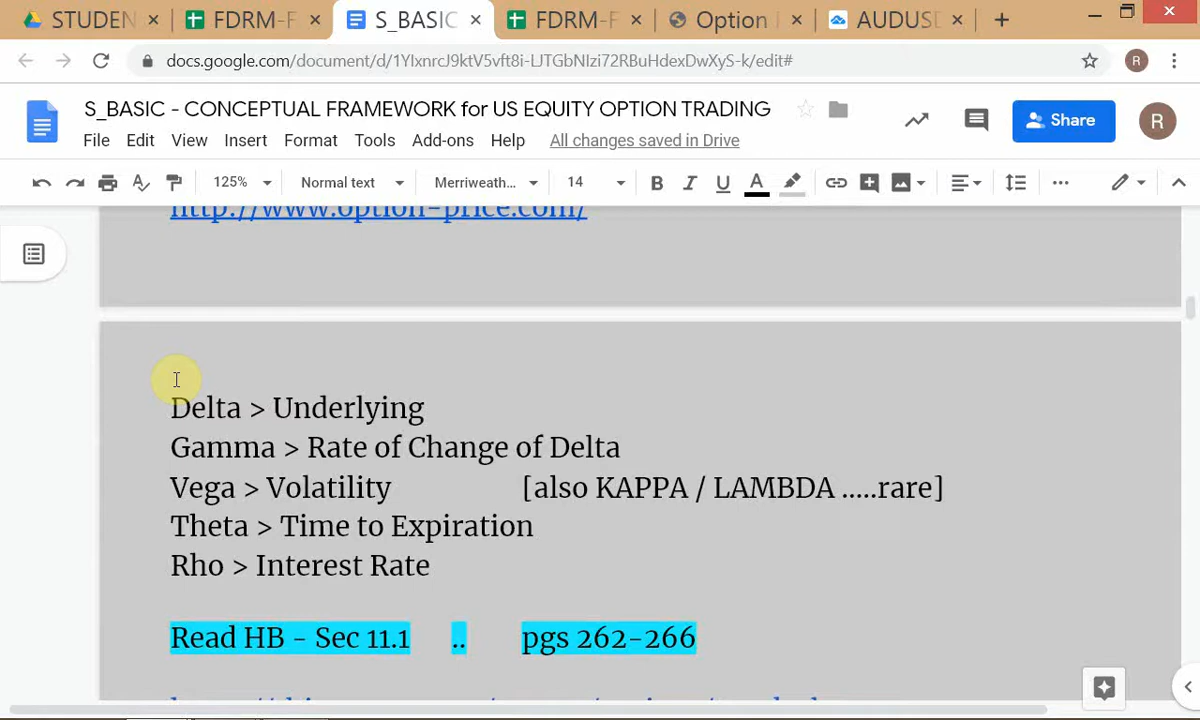 STUDEN × FDRM-F × S_BASIC × FDRM-F × Option × AUDUSD × +
docs.google.com/document/d/1YIxnrcJ9ktV5vft8i-LJTGbNIzi72RBuHdexDwXyS-k/edit# R
S_BASIC - CONCEPTUAL FRAMEWORK for US EQUITY OPTION TRADING
File Edit View Insert Format Tools Add-ons Help All changes saved in Drive
Share R
125% Normal text Merriweath... 14 B I U A
http://www.option-price.com/
Delta > Underlying
Gamma > Rate of Change of Delta
Vega > Volatility [also KAPPA / LAMBDA .....rare]
Theta > Time to Expiration
Rho > Interest Rate
Read HB - Sec 11.1 .. pgs 262-266